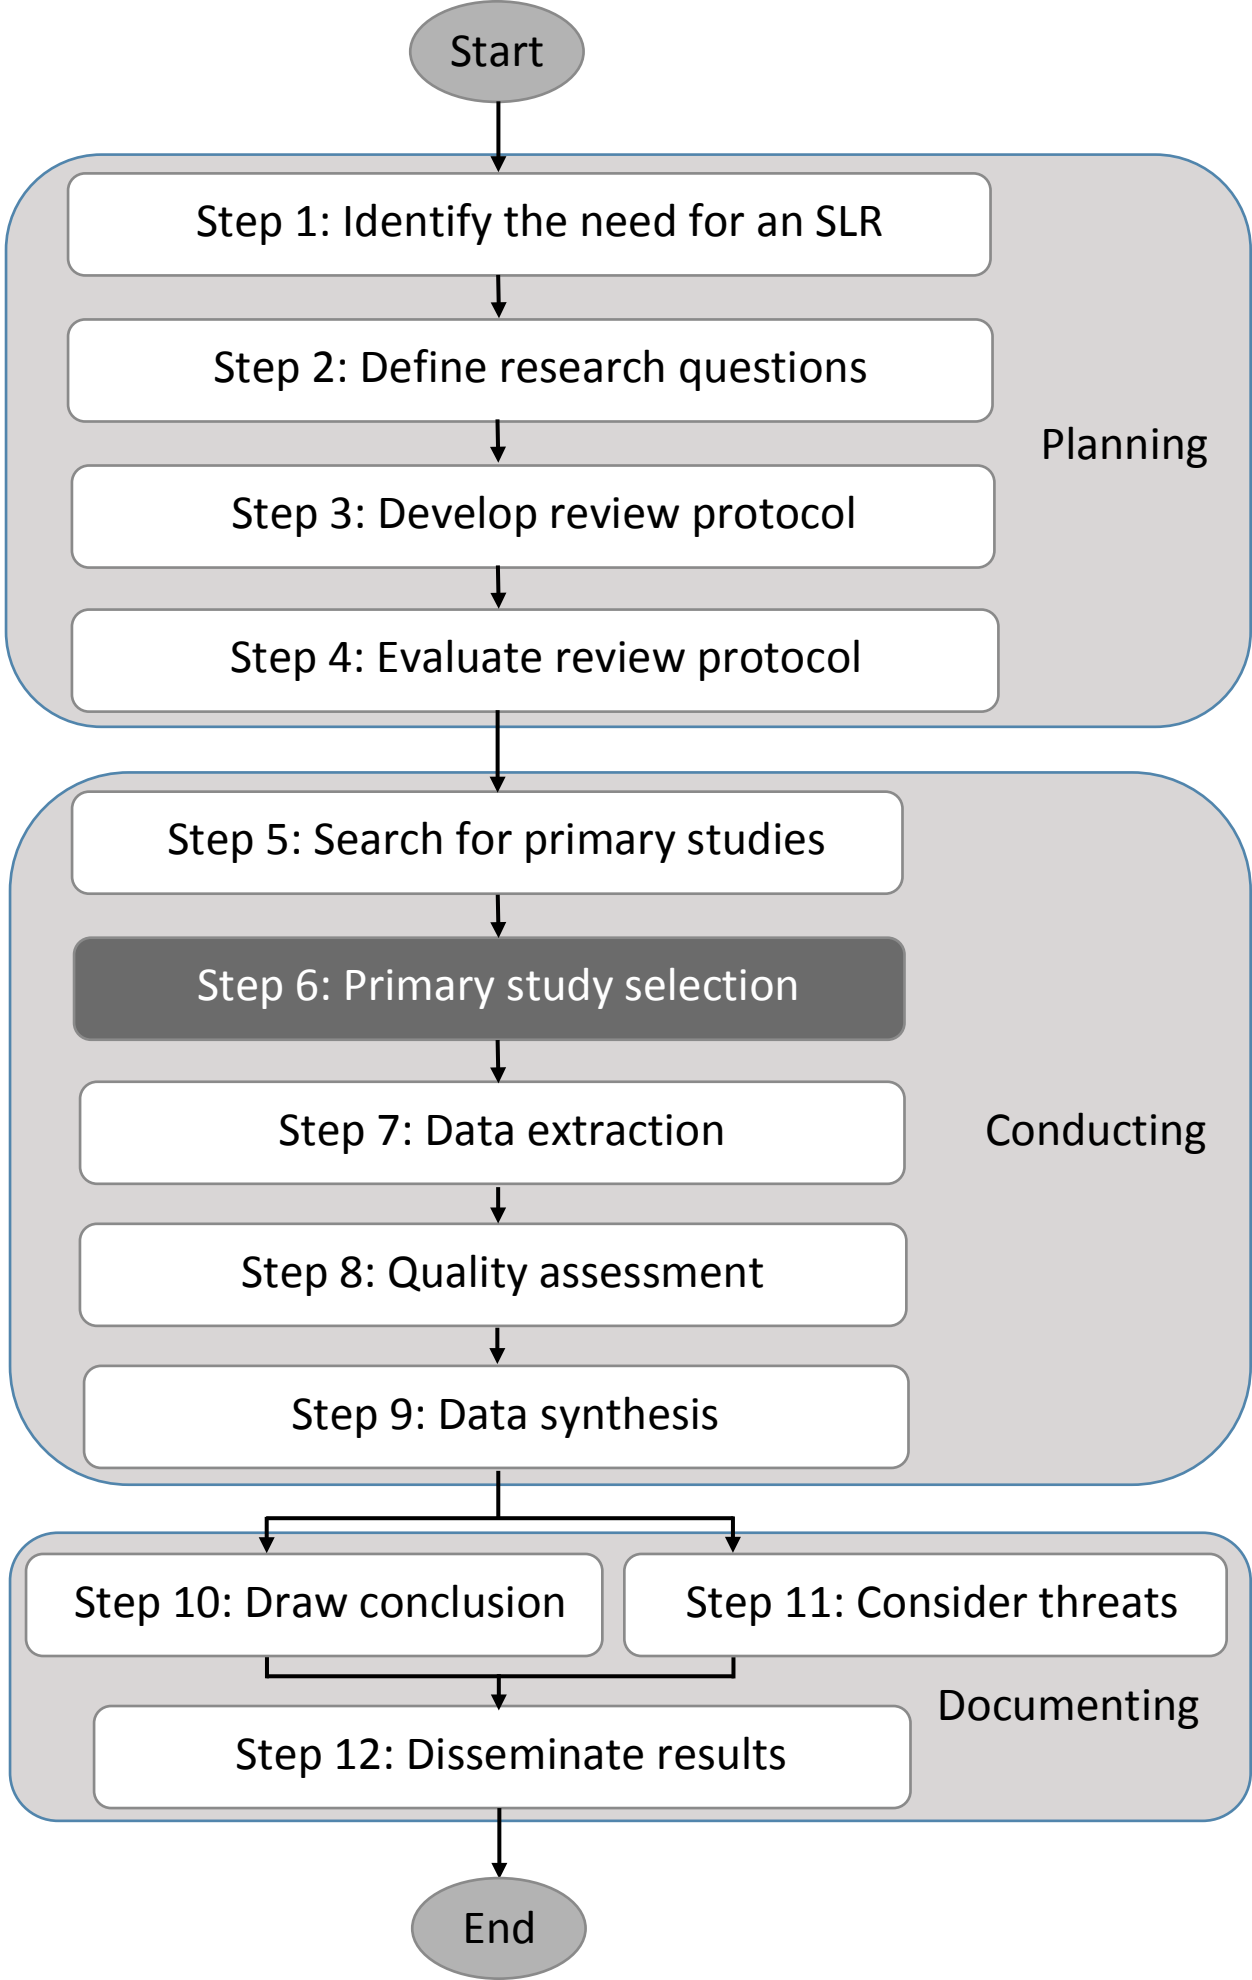 Start
Step 1: Identify the need for an SLR
Step 2: Define research questions
Planning
Step 3: Develop review protocol
Step 4: Evaluate review protocol
Step 5: Search for primary studies
Step 6: Primary study selection
Step 7: Data extraction
Conducting
Step 8: Quality assessment
Step 9: Data synthesis
Step 10: Draw conclusion
Step 11: Consider threats
Documenting
Step 12: Disseminate results
End